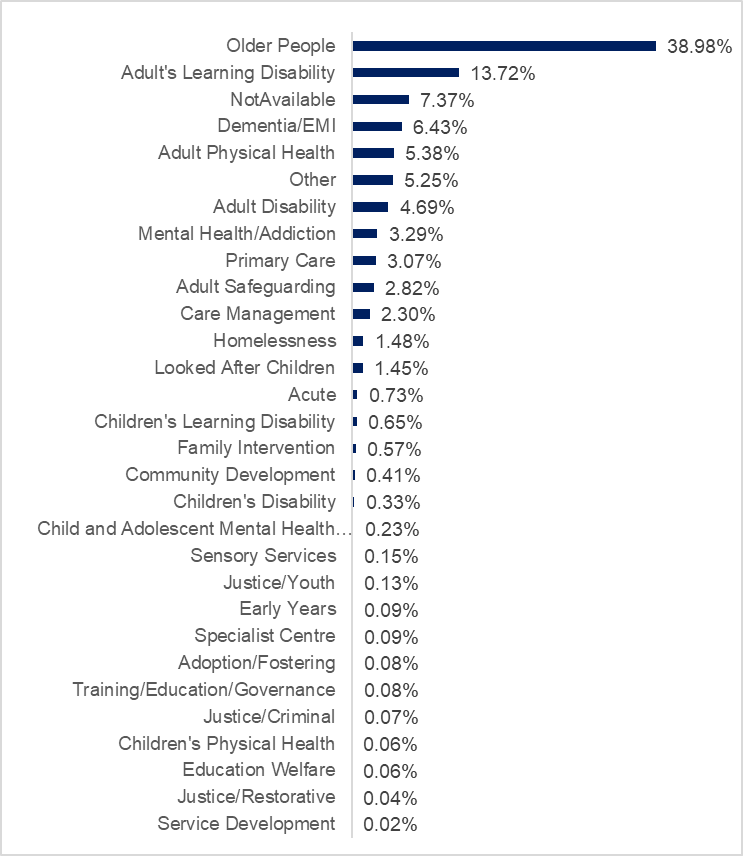 Older People 38.98%
Adult's Learning Disability 13.72%
NotAvailable 7.37%
Dementia/EMI 6.43%
Adult Physical Health 5.38%
Other 5.25%
Adult Disability 4.69%
Mental Health/Addiction 3.29%
Primary Care 3.07%
Adult Safeguarding 2.82%
Care Management 2.30%
Homelessness 1.48%
Looked After Children 1.45%
Acute 0.73%
Children's Learning Disability 0.65%
Family Intervention 0.57%
Community Development 0.41%
Children's Disability 0.33%
Child and Adolescent Mental Health… 0.23%
Sensory Services 0.15%
Justice/Youth 0.13%
Early Years 0.09%
Specialist Centre 0.09%
Adoption/Fostering 0.08%
Training/Education/Governance 0.08%
Justice/Criminal 0.07%
Children's Physical Health 0.06%
Education Welfare 0.06%
Justice/Restorative 0.04%
Service Development 0.02%